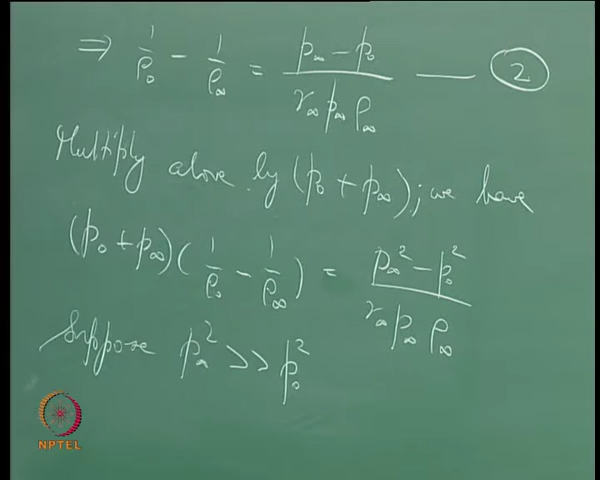 ⇒ 1/ρ₀ − 1/ρ∞ = (p∞ − p₀)/(γ∞ p∞ ρ∞) —— 2
Multiply above by (p₀ + p∞); we have
(p₀ + p∞)(1/ρ₀ − 1/ρ∞) = (p∞² − p₀²)/(γ∞ p∞ ρ∞)
Suppose p∞² >> p₀²
NPTEL